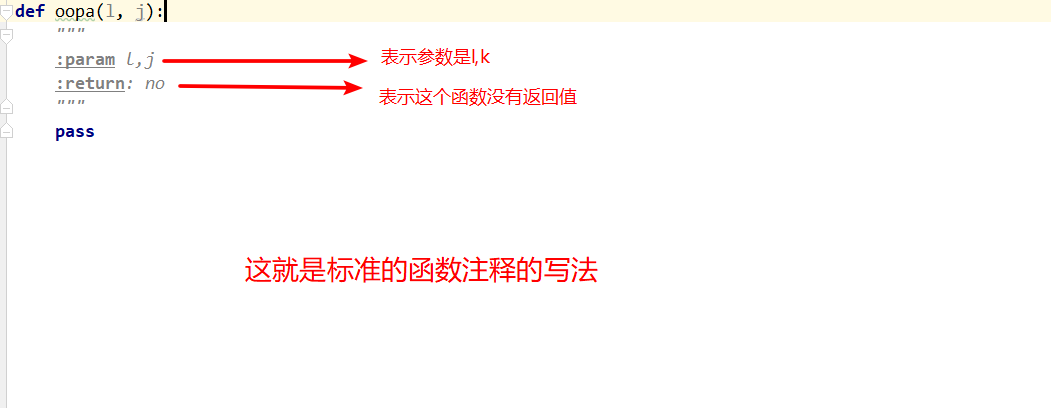 def oopa(l, j):
"""
:param l,j
表示参数是l,k
:return: no
表示这个函数没有返回值
"""
pass
这就是标准的函数注释的写法